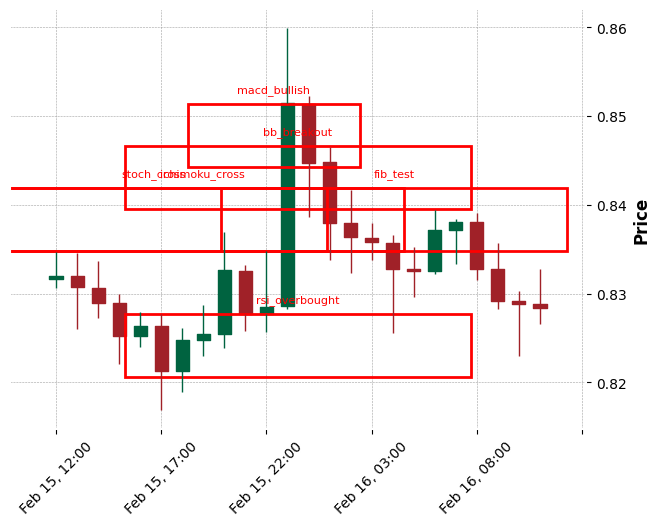 0.86
macd_bullish
0.85
bb_breakout
stoch_cross
ichimoku_cross
fib_test
0.84
Price
0.83
rsi_overbought
0.82
Feb 15, 12:00
Feb 15, 17:00
Feb 15, 22:00
Feb 16, 03:00
Feb 16, 08:00